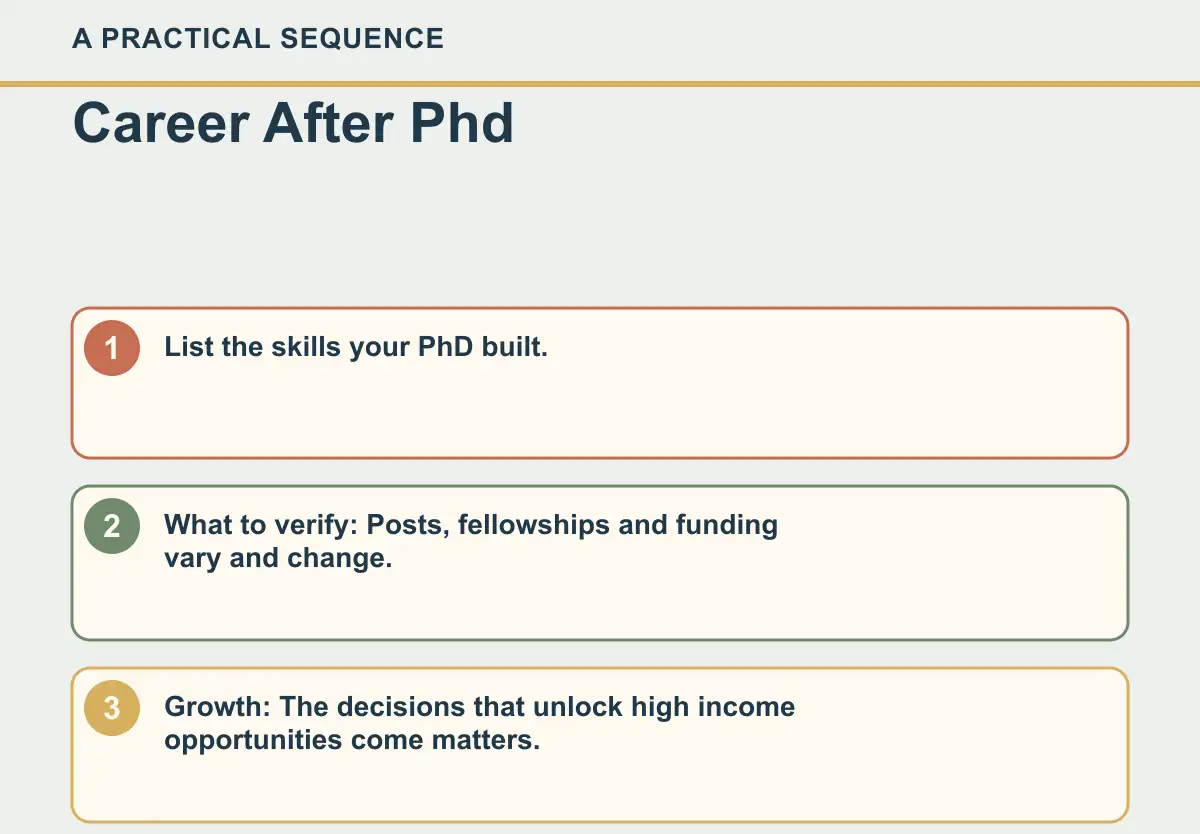 A PRACTICAL SEQUENCE
Career After Phd
1
List the skills your PhD built.
2
What to verify: Posts, fellowships and funding
vary and change.
3
Growth: The decisions that unlock high income
opportunities come matters.